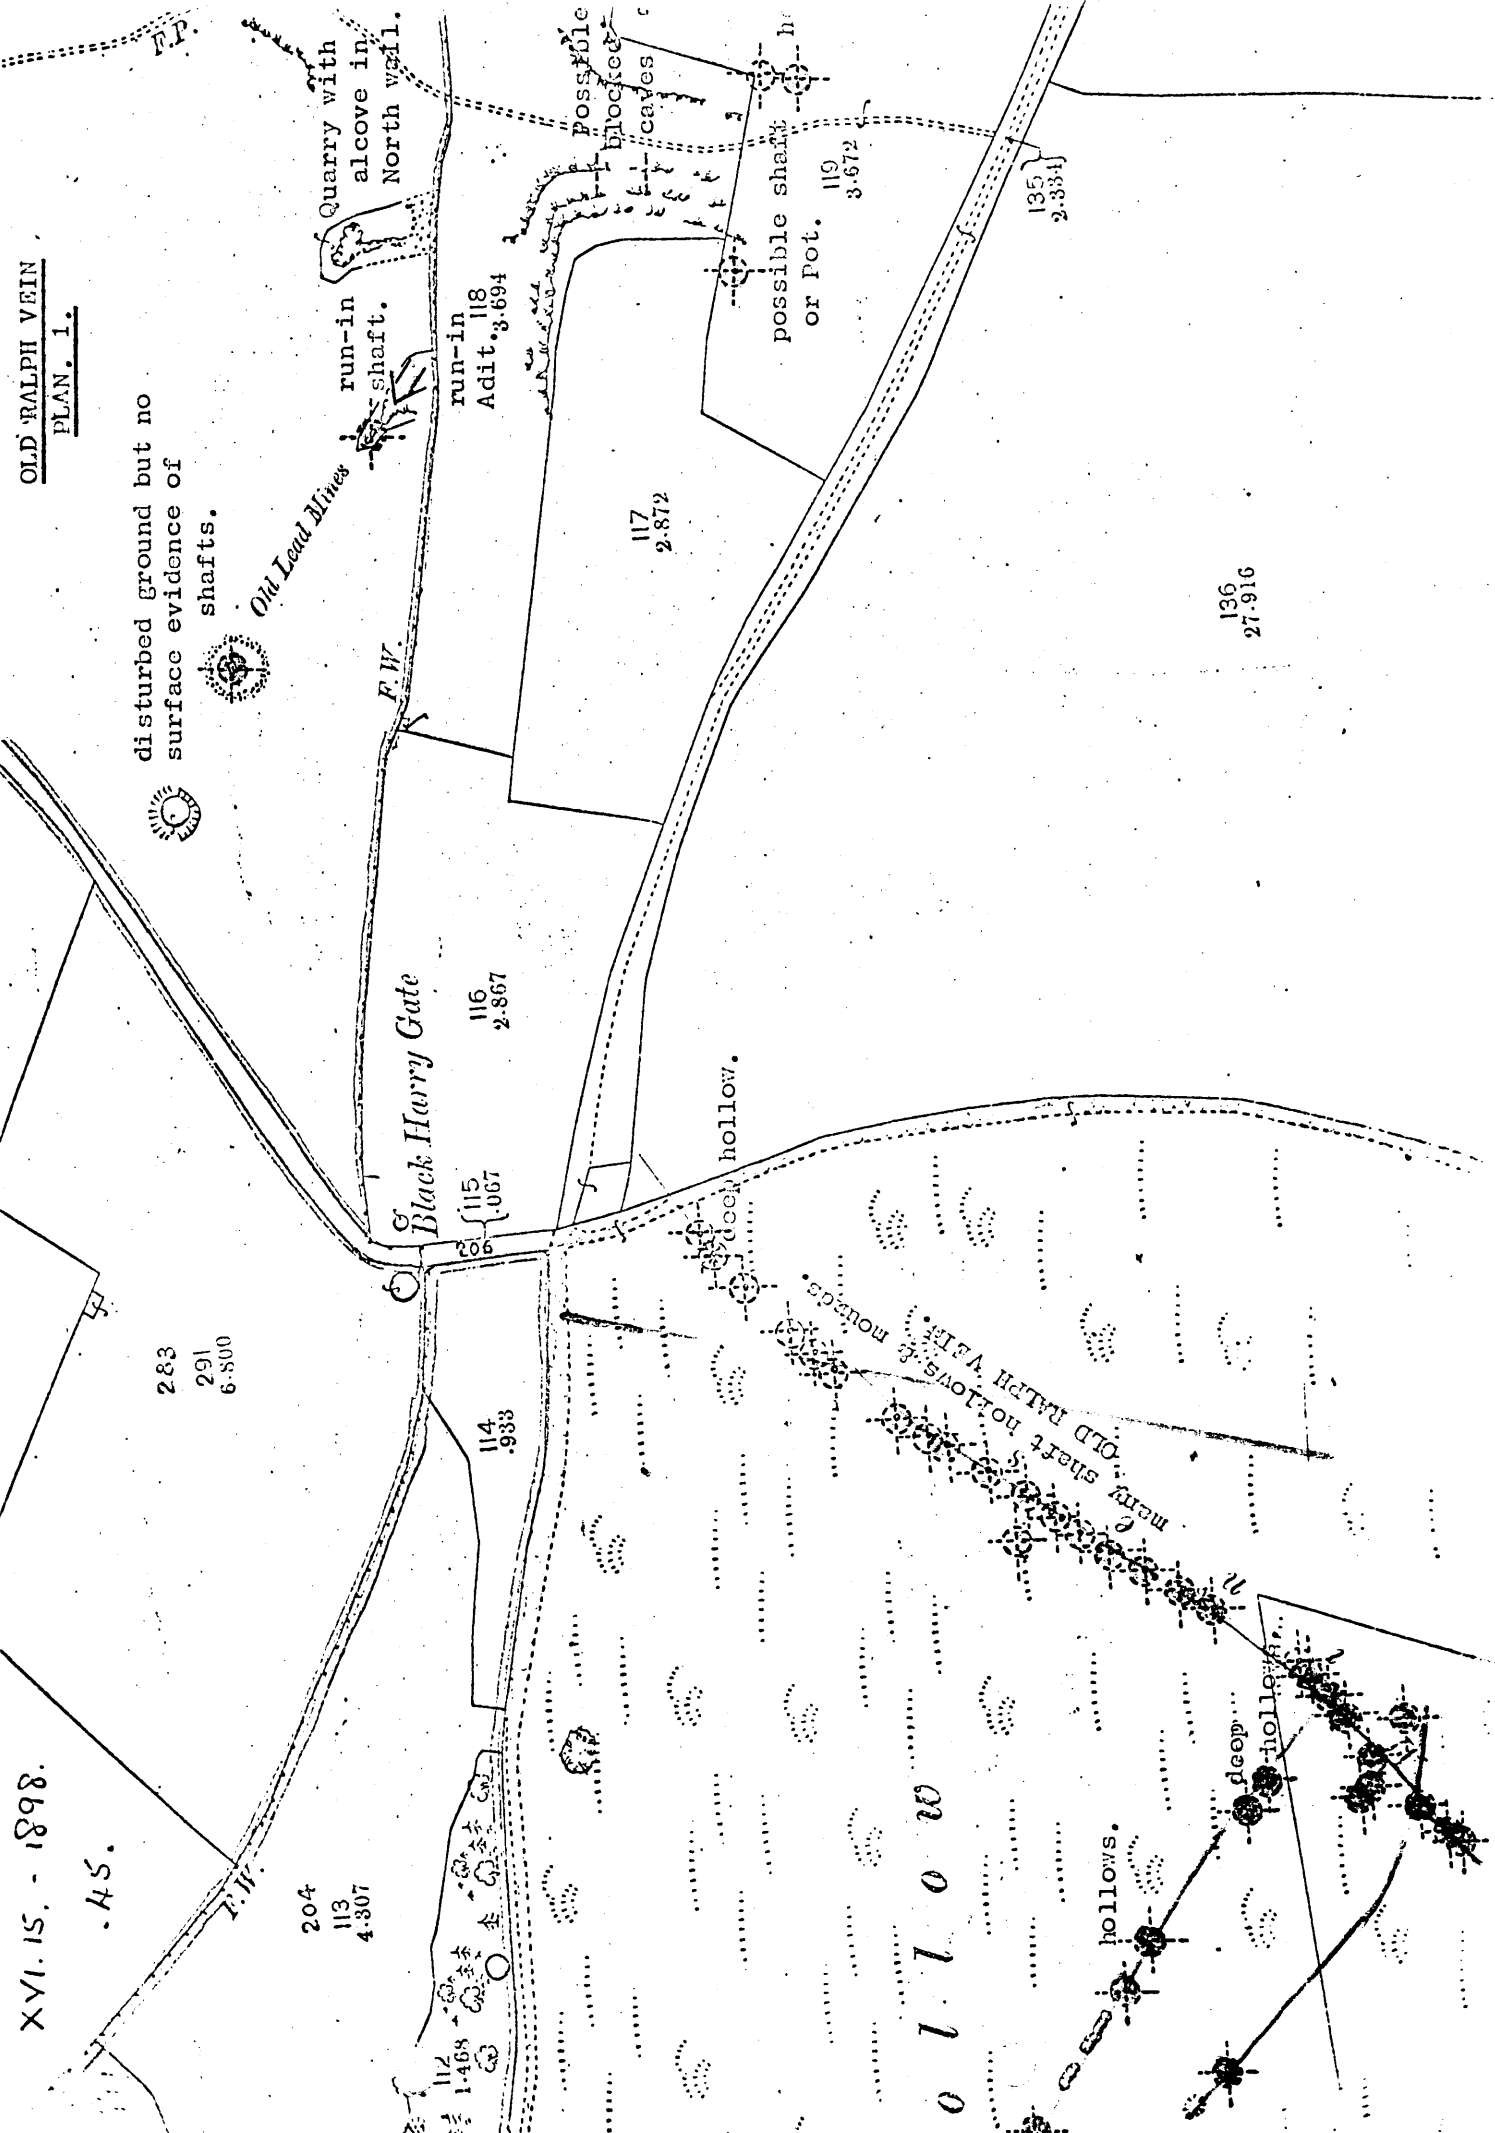 XVI. 15. - 1898.
.45.
OLD RALPH VEIN
PLAN. 1.
F.P.
disturbed ground but no
surface evidence of
shafts.
Old Lead Mines
run-in
shaft.
Quarry with
alcove in
North wall.
run-in
Adit.
118
3.694
Possible
blocked
caves
possible shaft
or Pot.
119
3.672
135
2.334
117
2.872
136
27.916
F.W.
116
2.867
Black Harry Gate
115
.067
206
283
291
6.800
114
.933
F.W.
204
113
4.307
112
1.468
deep hollow.
many shaft hollows & mounds.
OLD RALPH VEIN.
deep
hollows.
hollows.
o l l o w
e
n
s